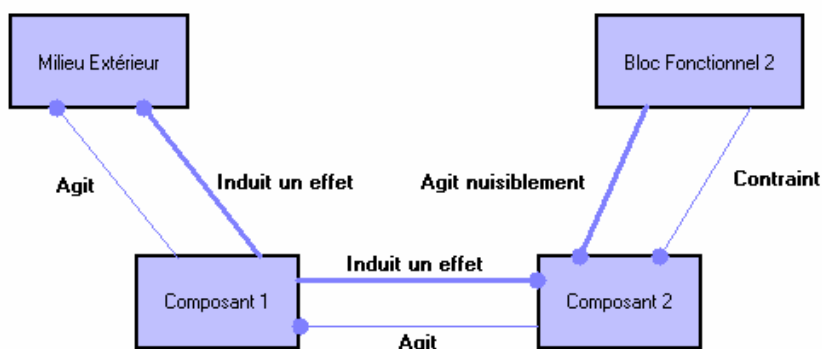 Milieu Extérieur
Bloc Fonctionnel 2
Agit
Induit un effet
Agit nuisiblement
Contraint
Induit un effet
Composant 1
Composant 2
Agit